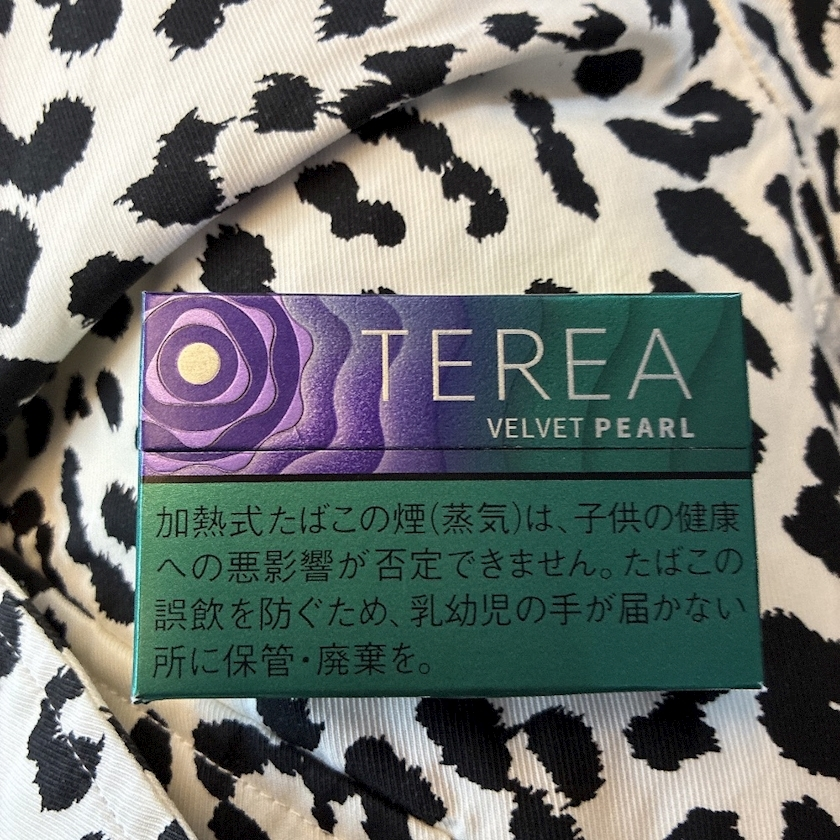 TEREA
VELVET PEARL
加熱式たばこの煙(蒸気)は、子供の健康
への悪影響が否定できません。たばこの
誤飲を防ぐため、乳幼児の手が届かない
所に保管・廃棄を。